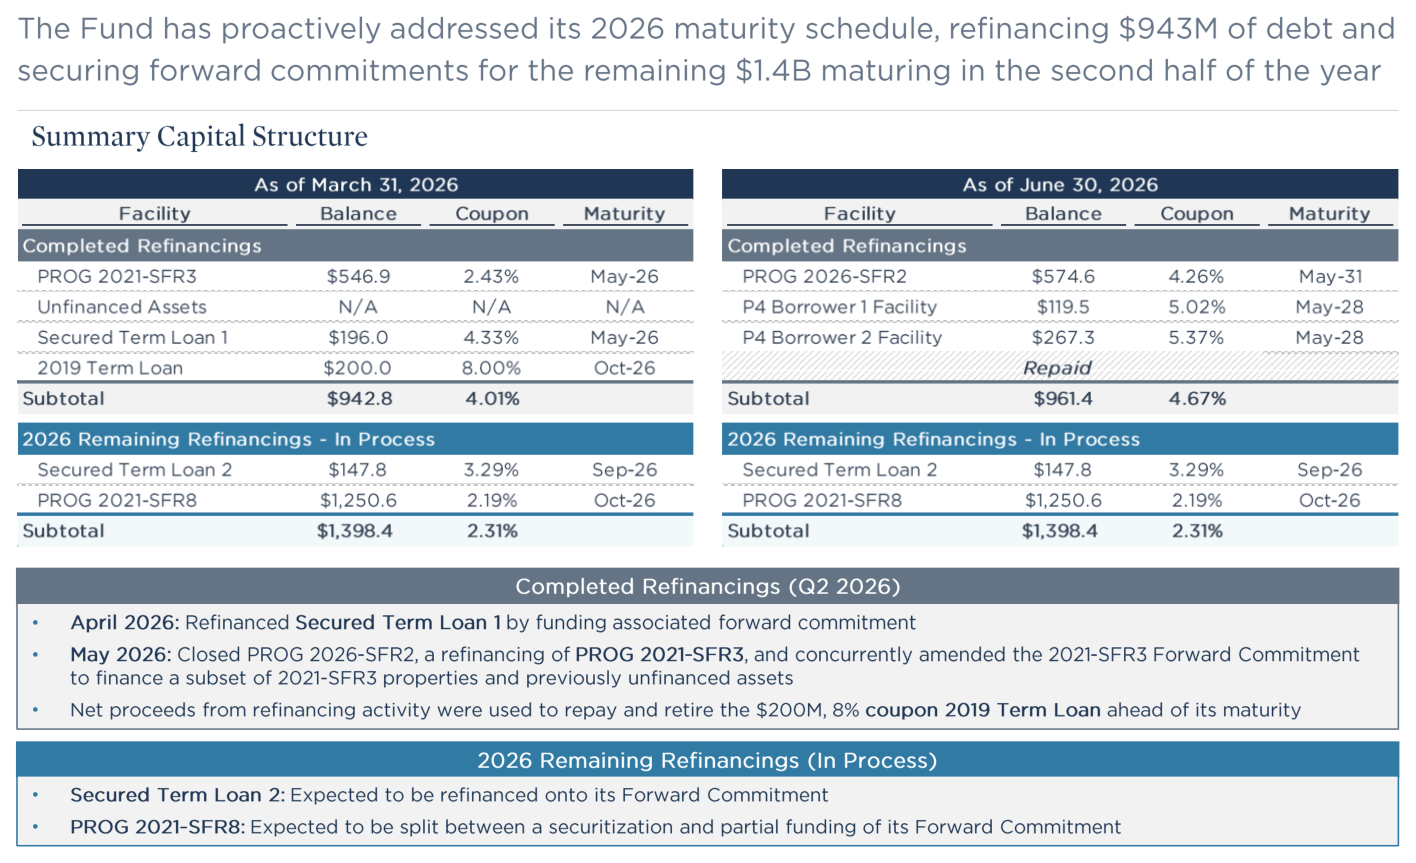 The Fund has proactively addressed its 2026 maturity schedule, refinancing $943M of debt and
securing forward commitments for the remaining $1.4B maturing in the second half of the year
Summary Capital Structure
As of March 31, 2026
Facility Balance Coupon Maturity
Completed Refinancings
PROG 2021-SFR3 $546.9 2.43% May-26
Unfinanced Assets N/A N/A N/A
Secured Term Loan 1 $196.0 4.33% May-26
2019 Term Loan $200.0 8.00% Oct-26
Subtotal $942.8 4.01%
2026 Remaining Refinancings - In Process
Secured Term Loan 2 $147.8 3.29% Sep-26
PROG 2021-SFR8 $1,250.6 2.19% Oct-26
Subtotal $1,398.4 2.31%
As of June 30, 2026
Facility Balance Coupon Maturity
Completed Refinancings
PROG 2026-SFR2 $574.6 4.26% May-31
P4 Borrower 1 Facility $119.5 5.02% May-28
P4 Borrower 2 Facility $267.3 5.37% May-28
Repaid
Subtotal $961.4 4.67%
2026 Remaining Refinancings - In Process
Secured Term Loan 2 $147.8 3.29% Sep-26
PROG 2021-SFR8 $1,250.6 2.19% Oct-26
Subtotal $1,398.4 2.31%
Completed Refinancings (Q2 2026)
• April 2026: Refinanced Secured Term Loan 1 by funding associated forward commitment
• May 2026: Closed PROG 2026-SFR2, a refinancing of PROG 2021-SFR3, and concurrently amended the 2021-SFR3 Forward Commitment
to finance a subset of 2021-SFR3 properties and previously unfinanced assets
• Net proceeds from refinancing activity were used to repay and retire the $200M, 8% coupon 2019 Term Loan ahead of its maturity
2026 Remaining Refinancings (In Process)
• Secured Term Loan 2: Expected to be refinanced onto its Forward Commitment
• PROG 2021-SFR8: Expected to be split between a securitization and partial funding of its Forward Commitment